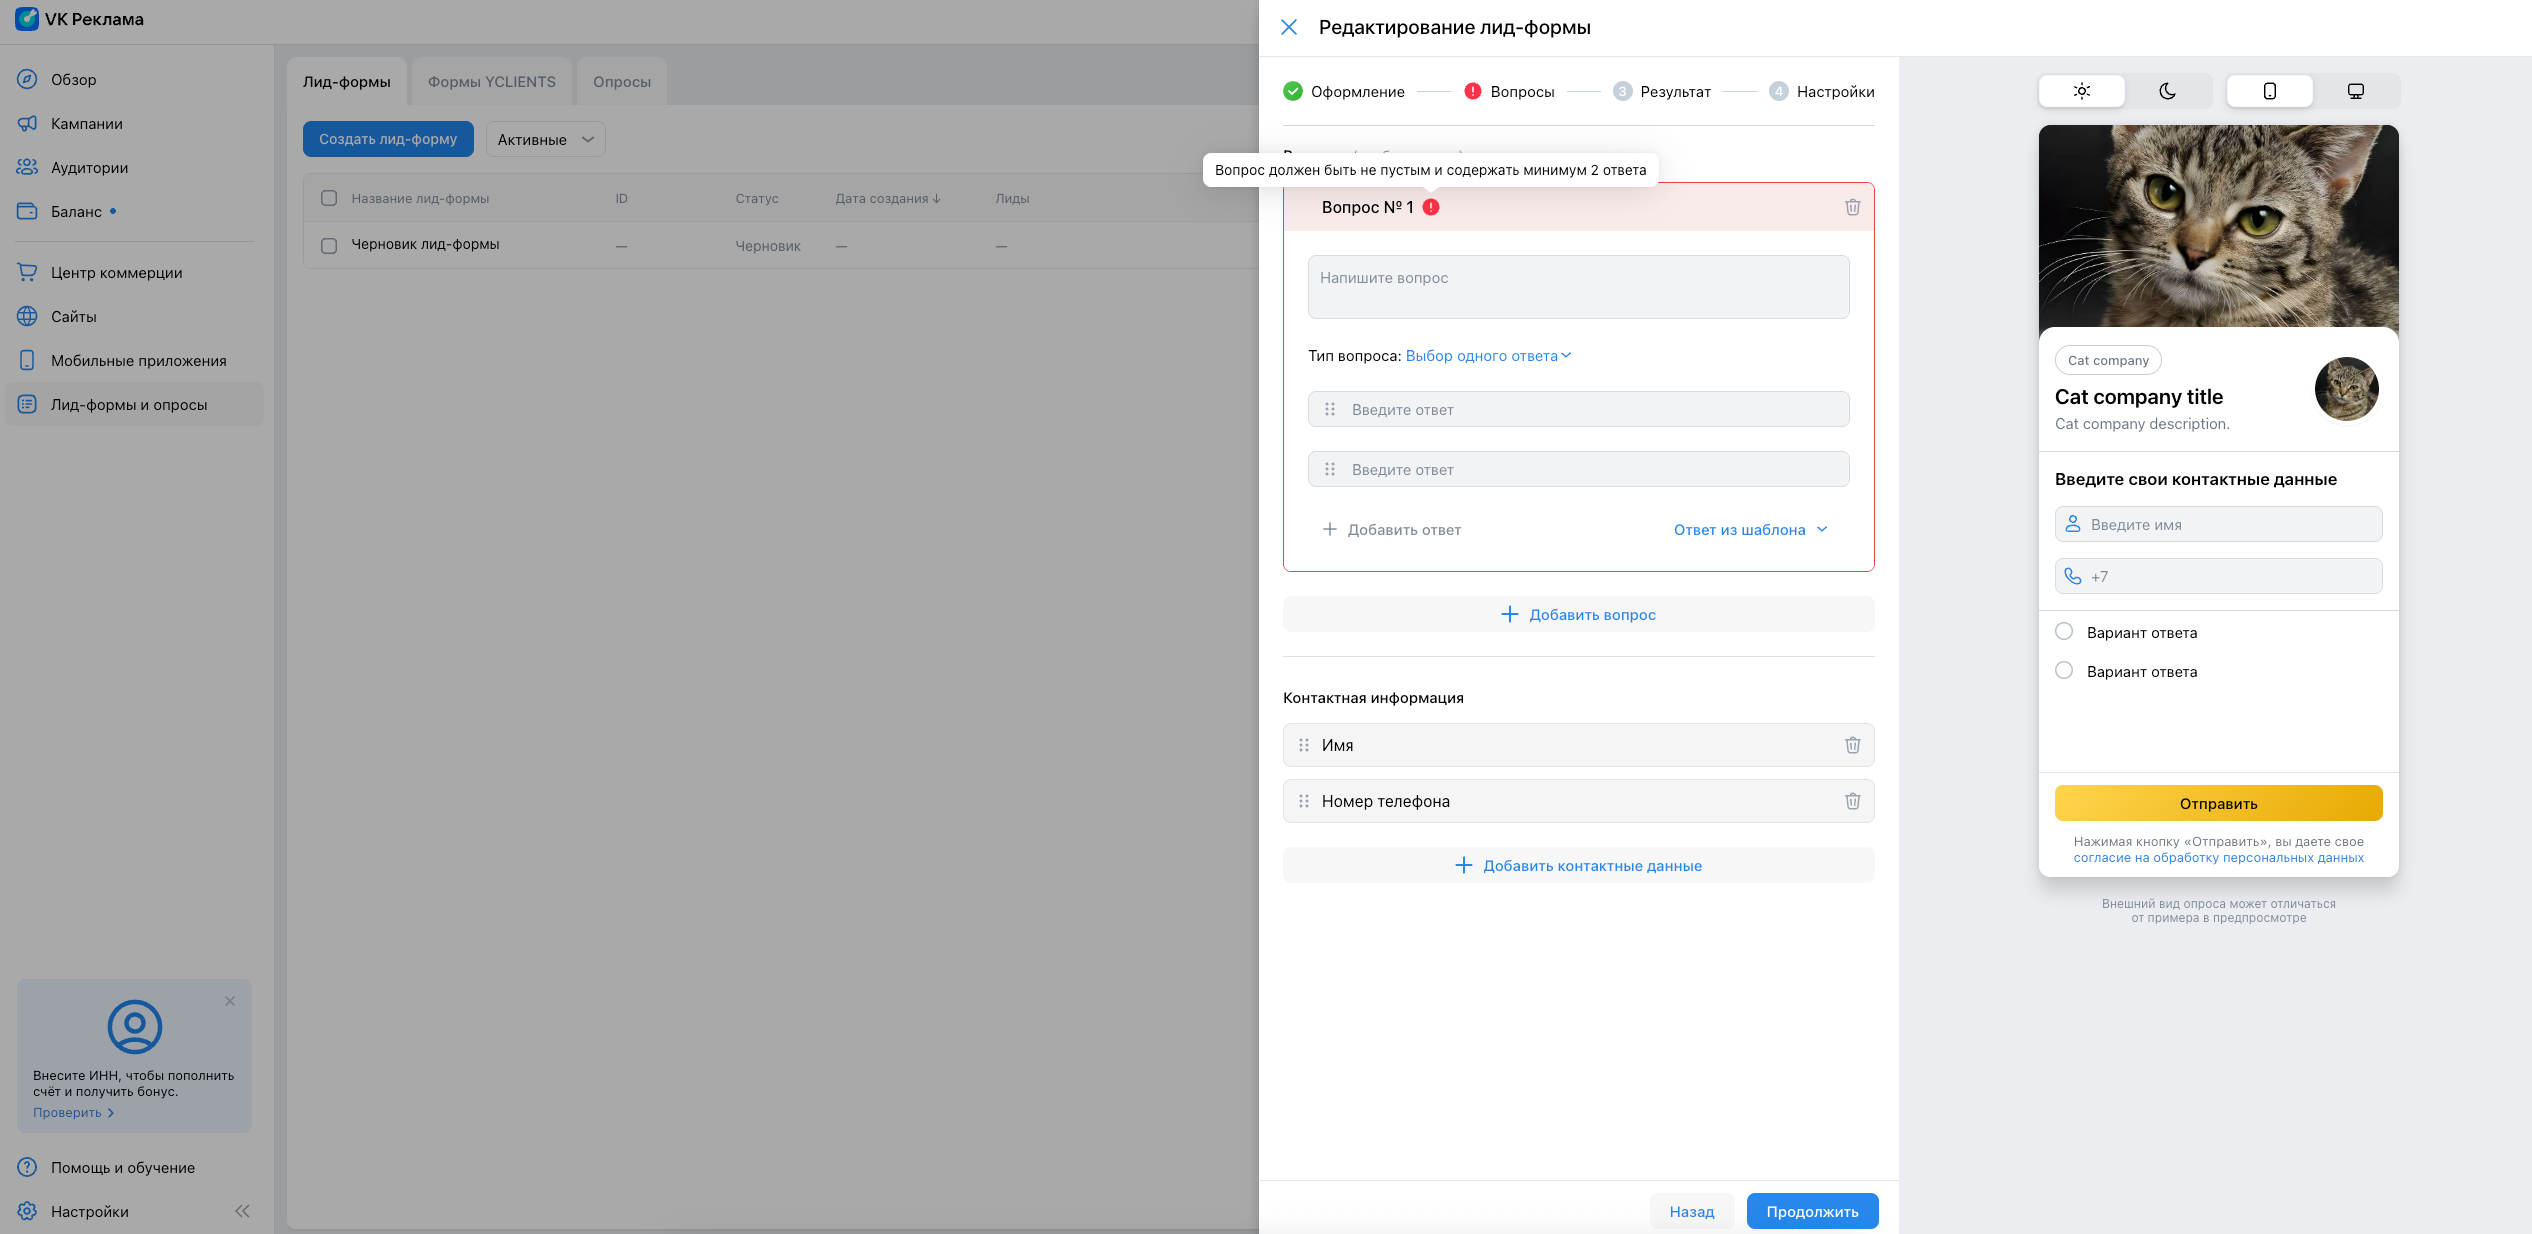 VK Реклама
Обзор
Кампании
Аудитории
Баланс
Центр коммерции
Сайты
Мобильные приложения
Лид-формы и опросы
Внесите ИНН, чтобы пополнить
счёт и получить бонус.
Проверить
Помощь и обучение
Настройки
Лид-формы
Формы YCLIENTS
Опросы
Создать лид-форму
Активные
Название лид-формы
ID
Статус
Дата создания
Лиды
Черновик лид-формы
—
Черновик
—
—
Редактирование лид-формы
Оформление
Вопросы
3 Результат
4 Настройки
Вопрос должен быть не пустым и содержать минимум 2 ответа
Вопрос № 1
Напишите вопрос
Тип вопроса: Выбор одного ответа
Введите ответ
Введите ответ
Добавить ответ
Ответ из шаблона
Добавить вопрос
Контактная информация
Имя
Номер телефона
Добавить контактные данные
Назад
Продолжить
Cat company
Cat company title
Cat company description.
Введите свои контактные данные
Введите имя
+7
Вариант ответа
Вариант ответа
Отправить
Нажимая кнопку «Отправить», вы даете свое
согласие на обработку персональных данных
Внешний вид опроса может отличаться
от примера в предпросмотре